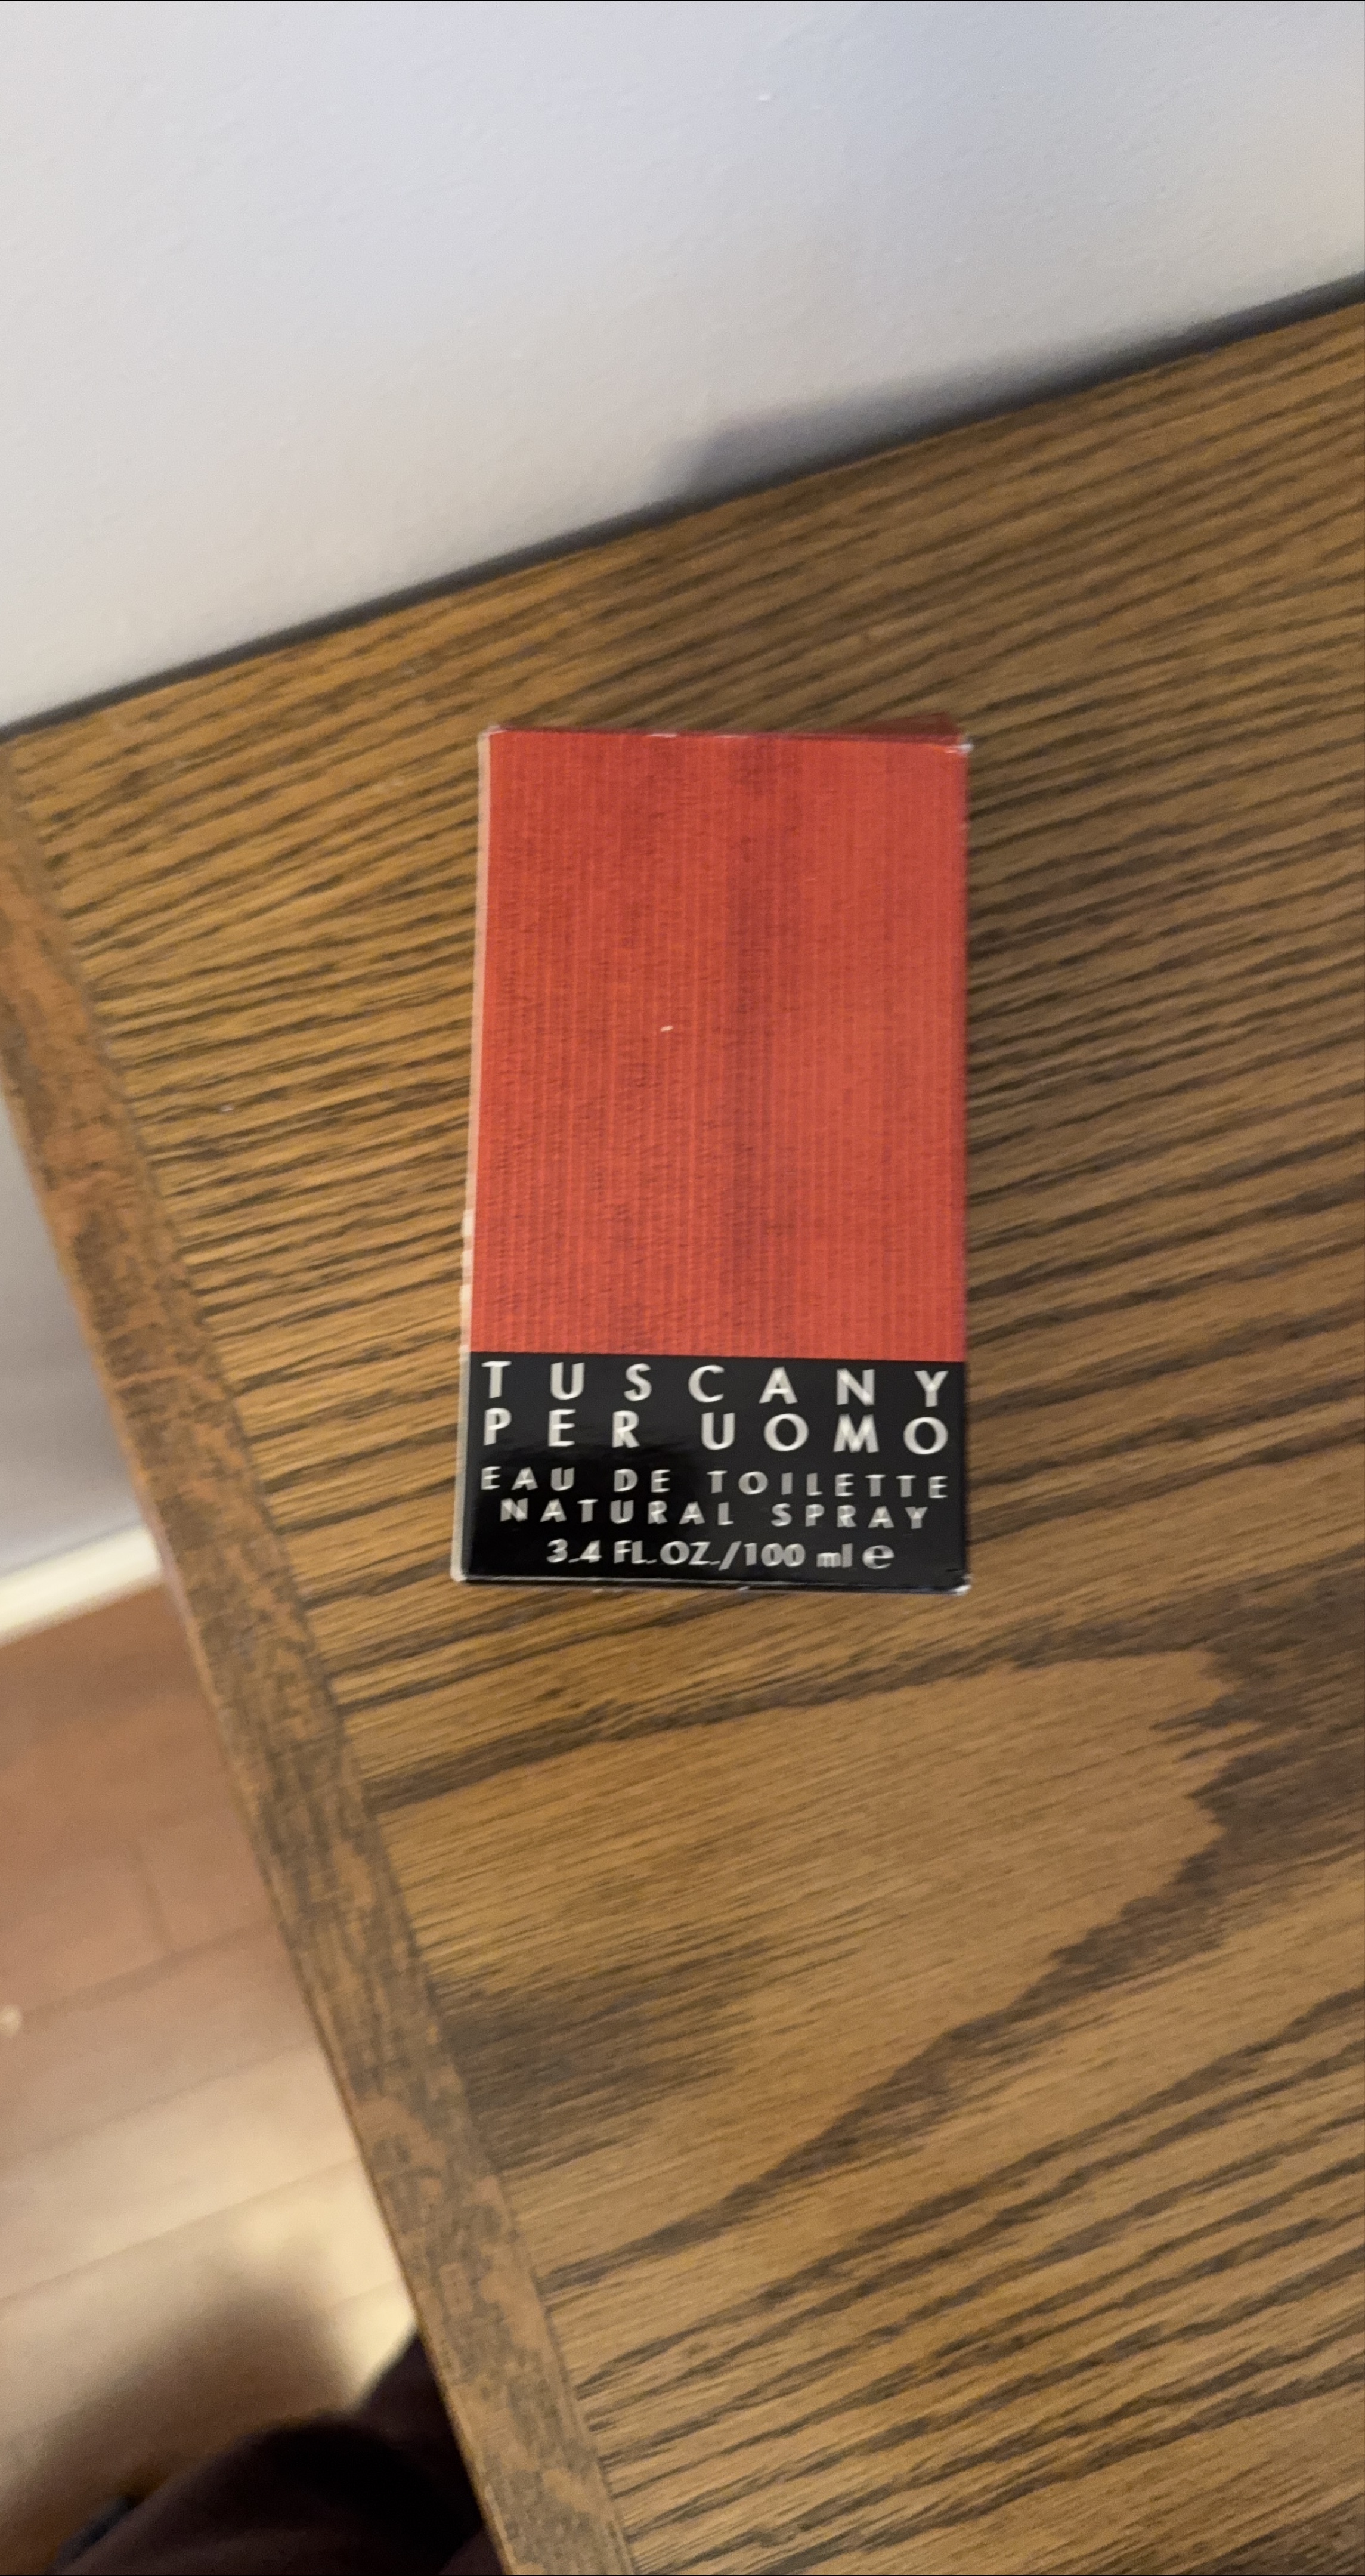 TUSCANY
PER UOMO
EAU DE TOILETTE
NATURAL SPRAY
3.4 FL.OZ./100 ml ℮